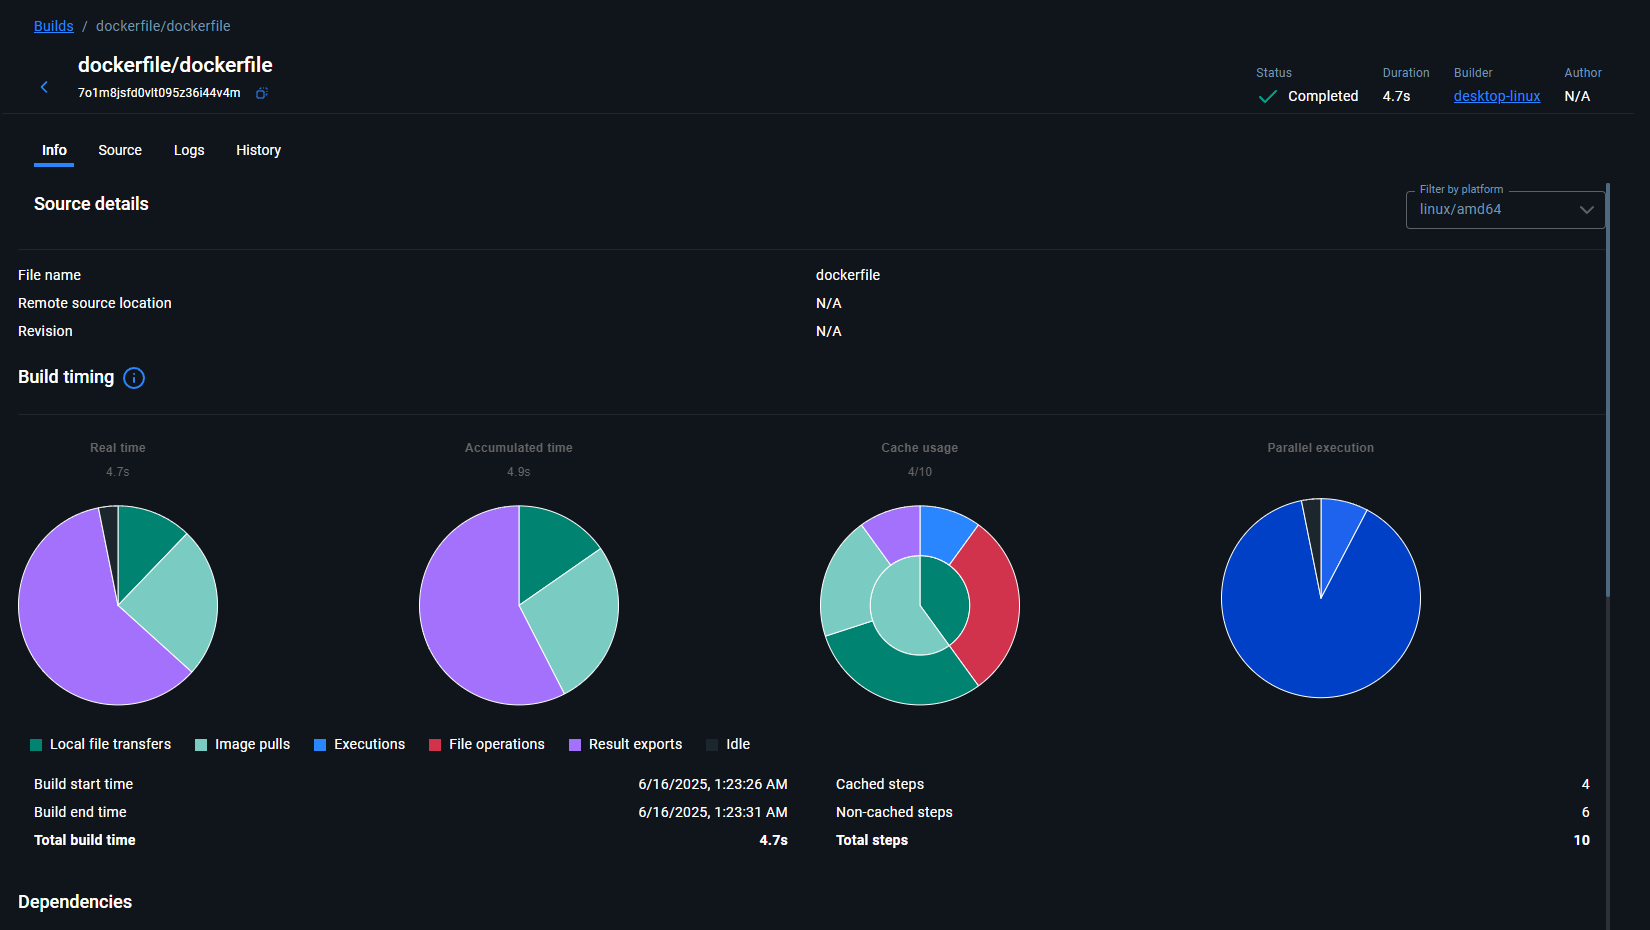 Builds / dockerfile/dockerfile
dockerfile/dockerfile
7o1m8jsfd0vlt095z36i44v4m
Status
Completed
Duration
4.7s
Builder
desktop-linux
Author
N/A
Info Source Logs History
Source details
Filter by platform
linux/amd64
File name dockerfile
Remote source location N/A
Revision N/A
Build timing
Real time
4.7s
Accumulated time
4.9s
Cache usage
4/10
Parallel execution
Local file transfers Image pulls Executions File operations Result exports Idle
Build start time 6/16/2025, 1:23:26 AM
Build end time 6/16/2025, 1:23:31 AM
Total build time 4.7s
Cached steps 4
Non-cached steps 6
Total steps 10
Dependencies